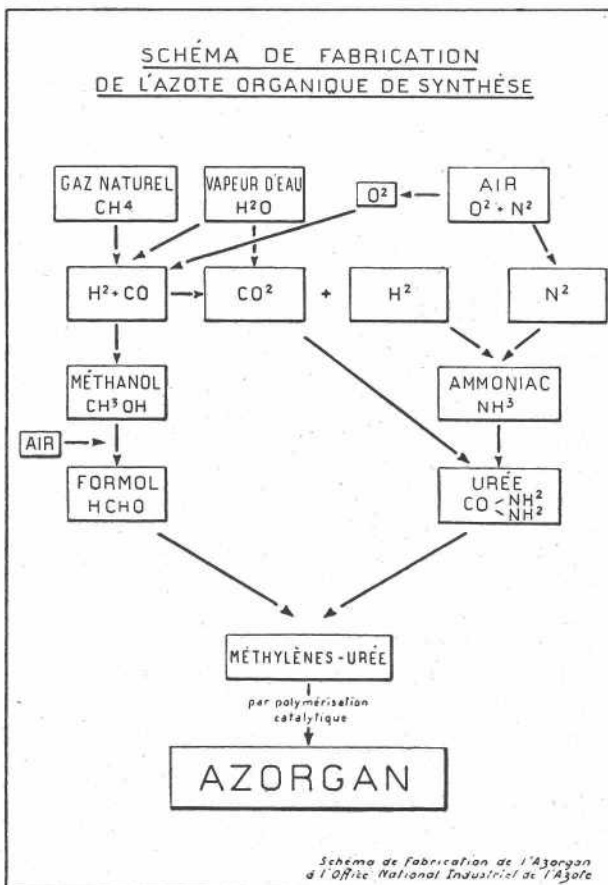 SCHÉMA DE FABRICATION
DE L'AZOTE ORGANIQUE DE SYNTHÈSE
GAZ NATUREL
CH⁴
VAPEUR D'EAU
H²O
O²
AIR
O² + N²
H² + CO
CO²
+
H²
N²
MÉTHANOL
CH³OH
AMMONIAC
NH³
AIR
FORMOL
HCHO
URÉE
CO NH²
NH²
MÉTHYLÈNES-URÉE
par polymérisation
catalytique
AZORGAN
Schéma de Fabrication de l'Azorgan
à l'Office National Industriel de l'Azote